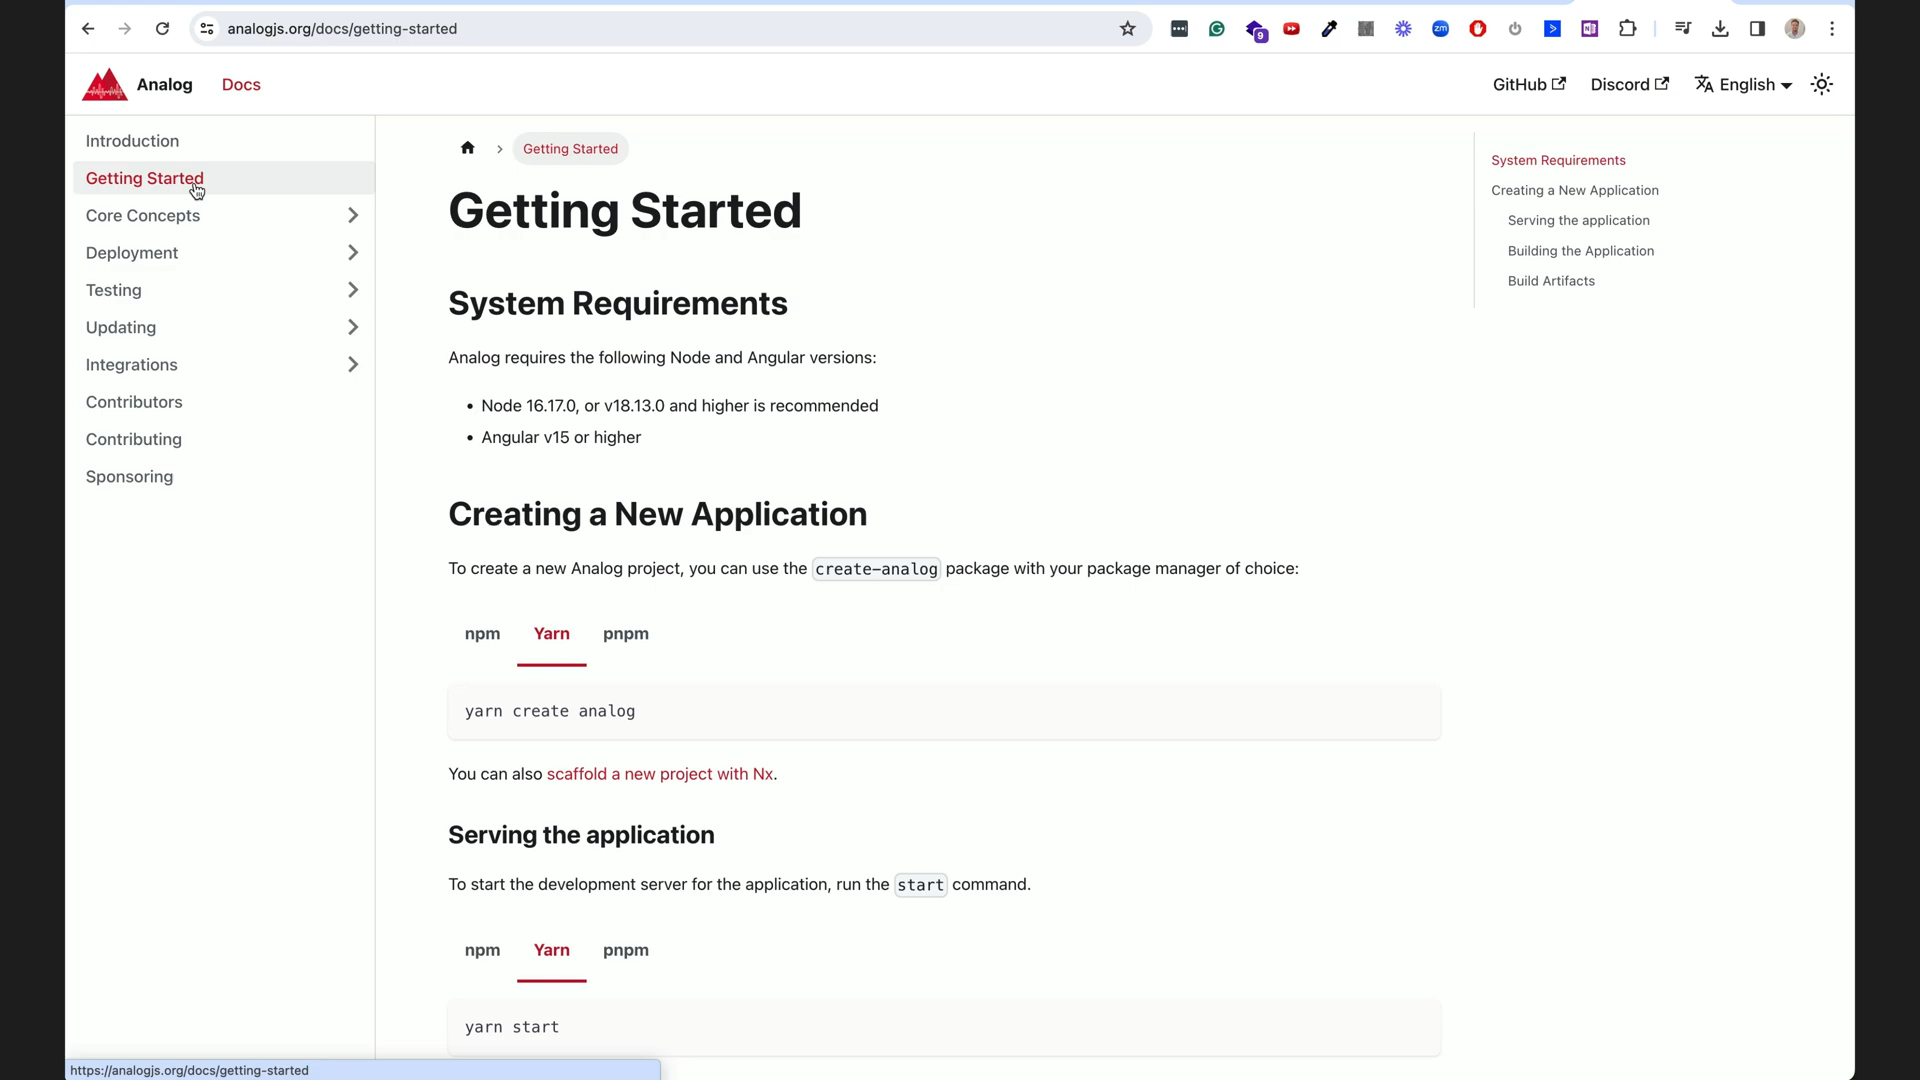 analogjs.org/docs/getting-started
9
zm
Analog
Docs
GitHub
Discord
English
Introduction
Getting Started
Core Concepts
Deployment
Testing
Updating
Integrations
Contributors
Contributing
Sponsoring
Getting Started
Getting Started
System Requirements
Analog requires the following Node and Angular versions:
• Node 16.17.0, or v18.13.0 and higher is recommended
• Angular v15 or higher
Creating a New Application
To create a new Analog project, you can use the create-analog package with your package manager of choice:
npm Yarn pnpm
yarn create analog
You can also scaffold a new project with Nx.
Serving the application
To start the development server for the application, run the start command.
npm Yarn pnpm
yarn start
System Requirements
Creating a New Application
Serving the application
Building the Application
Build Artifacts
https://analogjs.org/docs/getting-started